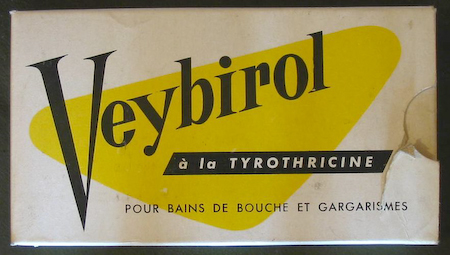 Veybirol
à la TYROTHRICINE
POUR BAINS DE BOUCHE ET GARGARISMES